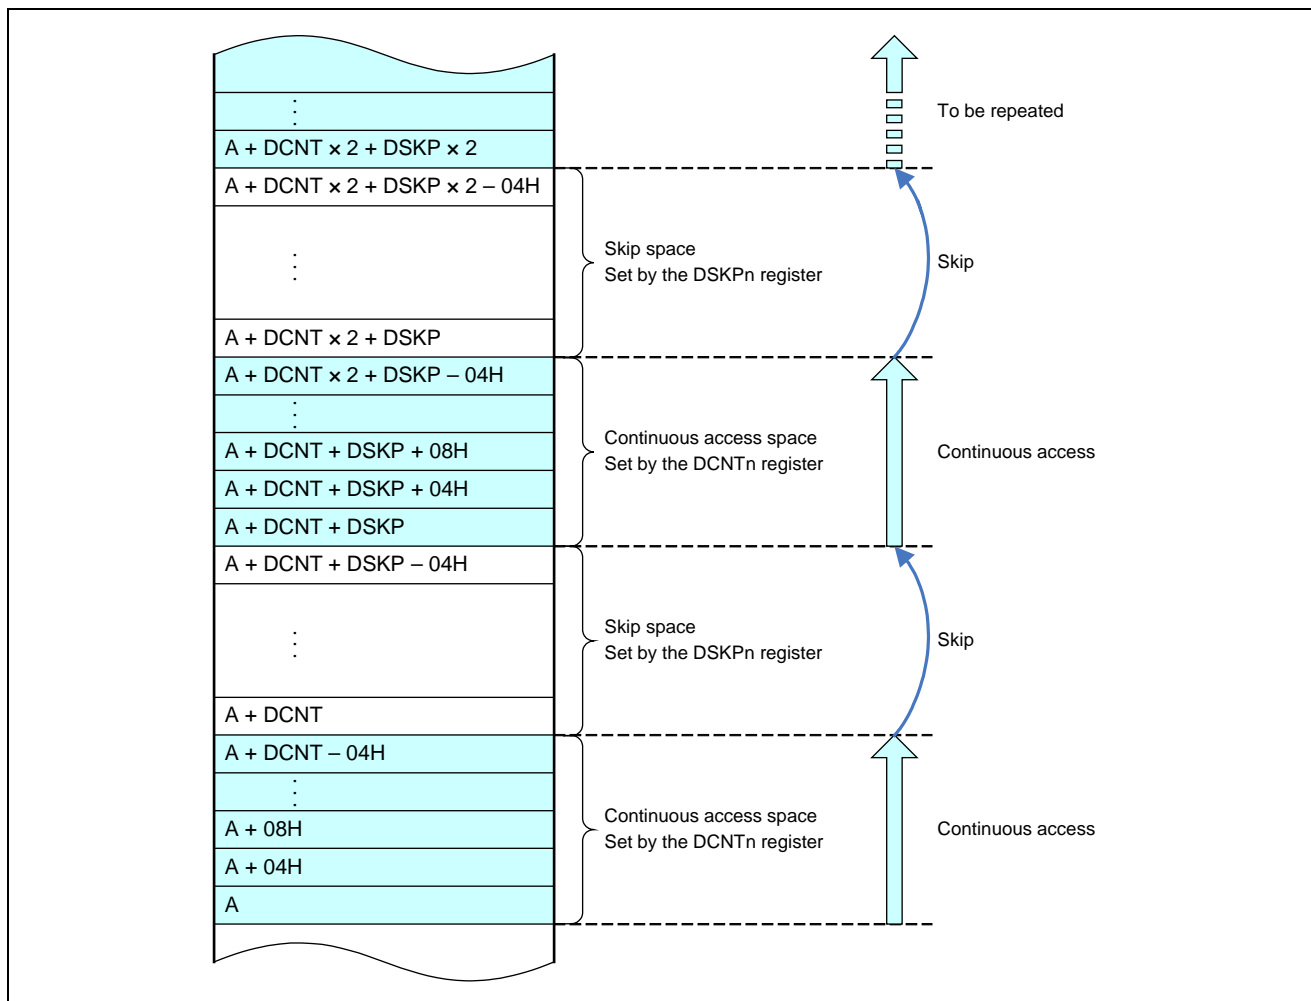 ⋮
To be repeated
A + DCNT × 2 + DSKP × 2
A + DCNT × 2 + DSKP × 2 – 04H
⋮
Skip space
Set by the DSKPn register
Skip
A + DCNT × 2 + DSKP
A + DCNT × 2 + DSKP – 04H
⋮
A + DCNT + DSKP + 08H
Continuous access space
Set by the DCNTn register
Continuous access
A + DCNT + DSKP + 04H
A + DCNT + DSKP
A + DCNT + DSKP – 04H
⋮
Skip space
Set by the DSKPn register
Skip
A + DCNT
A + DCNT – 04H
⋮
Continuous access space
Set by the DCNTn register
Continuous access
A + 08H
A + 04H
A